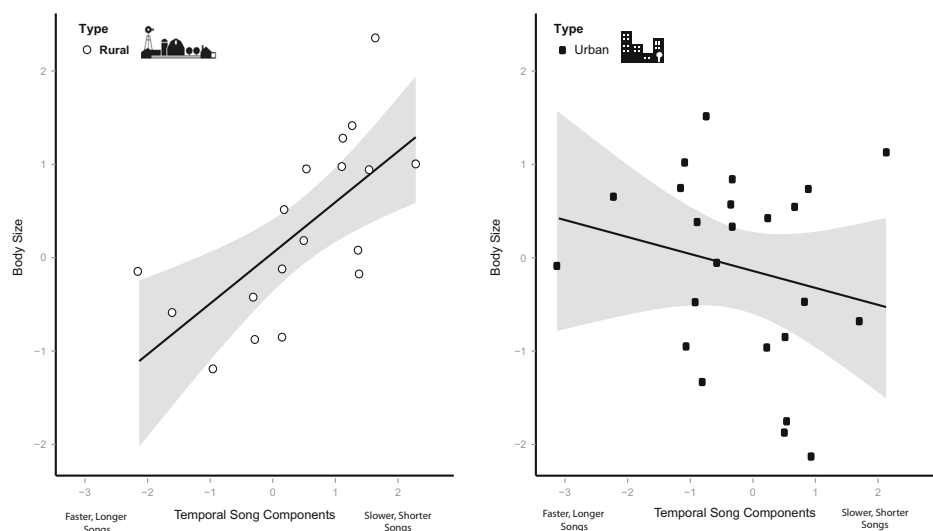 Type
Rural
2
1
0
−1
−2
Body Size
−3 −2 −1 0 1 2
Faster, Longer
Songs
Temporal Song Components
Slower, Shorter
Songs
Type
Urban
2
1
0
−1
−2
Body Size
−3 −2 −1 0 1 2
Faster, Longer
Songs
Temporal Song Components
Slower, Shorter
Songs